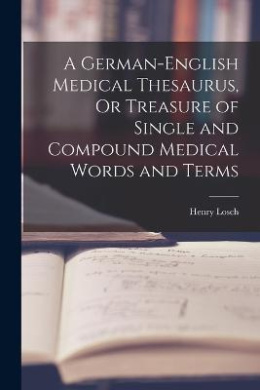 A German-English
Medical Thesaurus,
Or Treasure of
Single and
Compound Medical
Words and Terms
Henry Losch